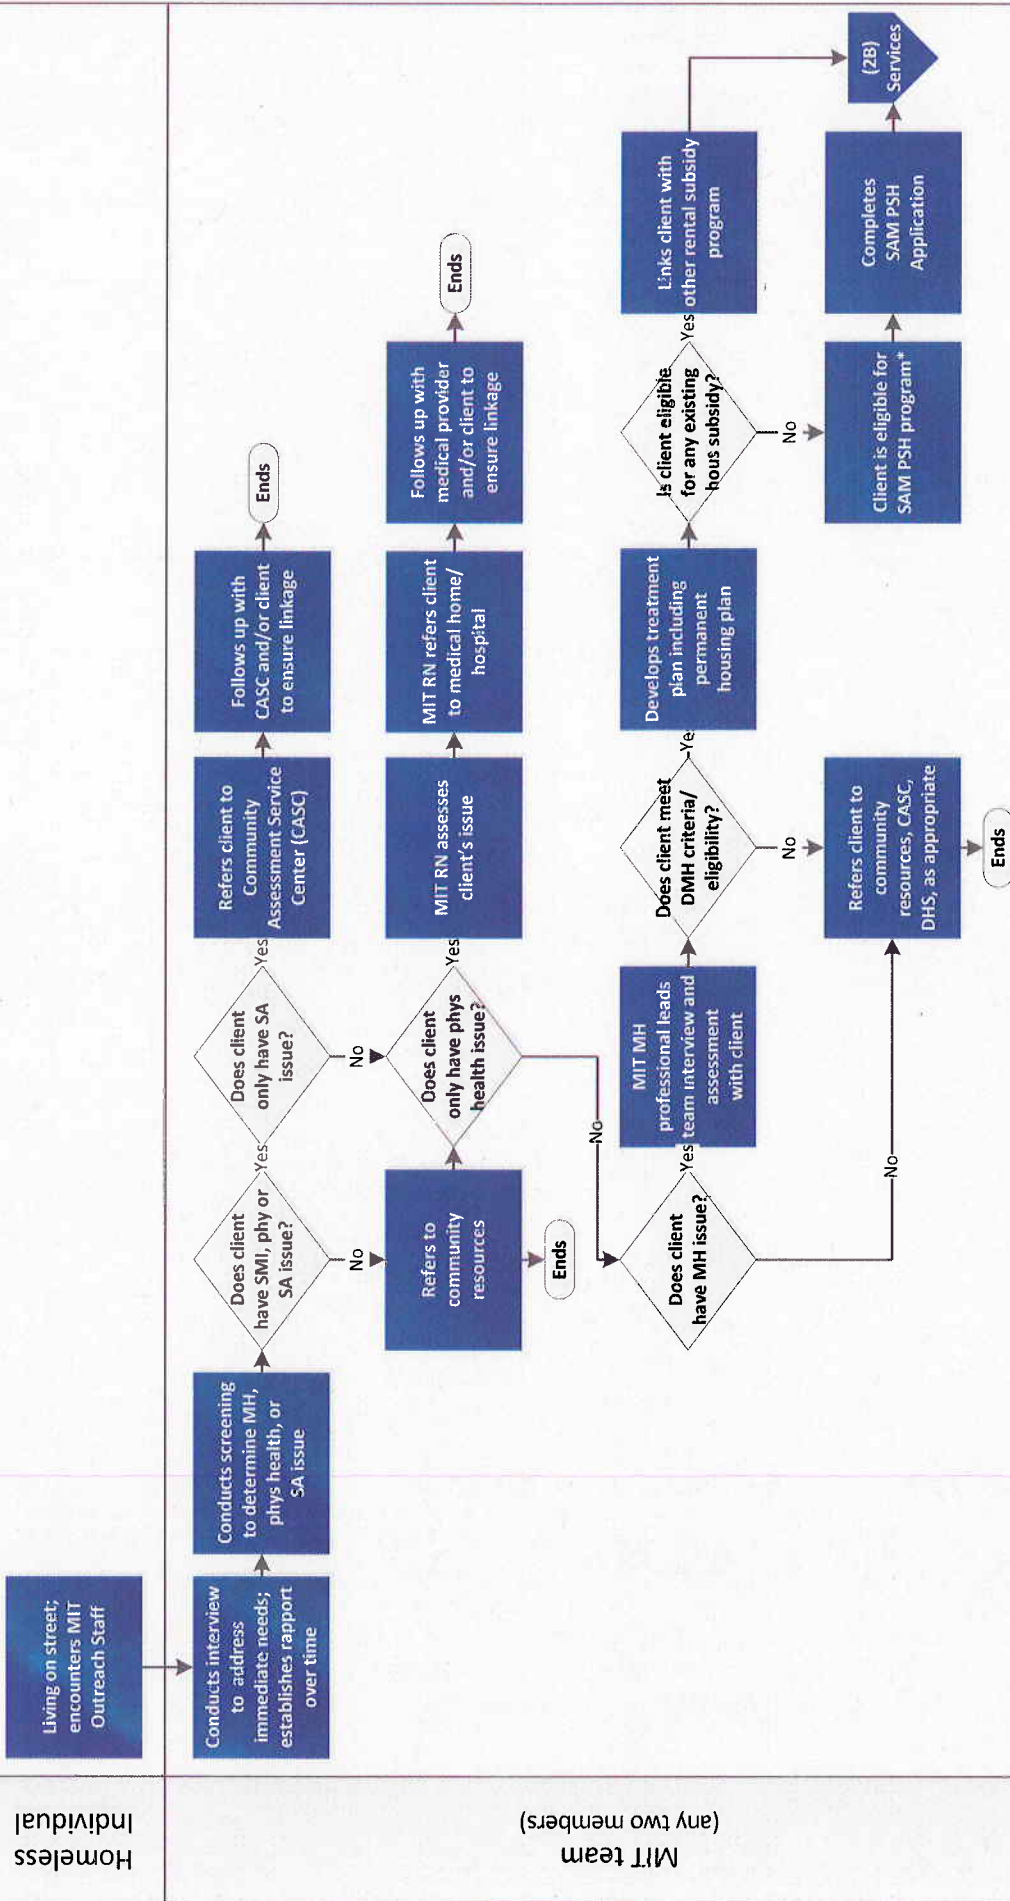 Homeless
Individual
Living on street;
encounters MIT
Outreach Staff
MIT team
(any two members)
Conducts interview
to address
immediate needs;
establishes rapport
over time
Conducts screening
to determine MH,
phys health, or
SA issue
Does client
have SMI, phy or
SA issue?
Yes
No
Does client
only have SA
issue?
Yes
No
Refers client to
Community
Assessment Service
Center (CASC)
Follows up with
CASC and/or client
to ensure linkage
Ends
Refers to
community
resources
Ends
Does client
only have phys
health issue?
Yes
No
MIT RN assesses
client's issue
MIT RN refers client
to medical home/
hospital
Follows up with
medical provider
and/or client to
ensure linkage
Ends
Does client
have MH issue?
Yes
No
MIT MH
professional leads
team interview and
assessment
with client
Does client meet
DMH criteria/
eligibility?
Yes
No
Develops treatment
plan including
permanent
housing plan
Is client eligible
for any existing
hous subsidy?
Yes
No
Links client with
other rental subsidy
program
Refers client to
community
resources, CASC,
DHS, as appropriate
Ends
Client is eligible for
SAM PSH program*
Completes
SAM PSH
Application
(2B)
Services